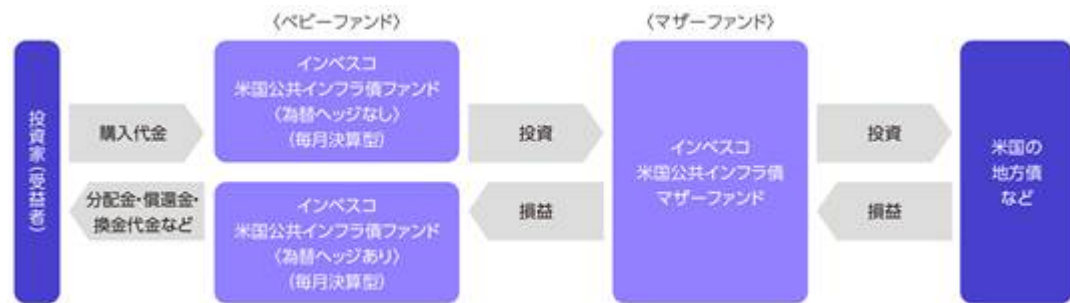 〈ベビーファンド〉
〈マザーファンド〉
投資家(受益者)
購入代金
分配金・償還金・
換金代金など
インベスコ
米国公共インフラ債ファンド
〈為替ヘッジなし〉
(毎月決算型)
インベスコ
米国公共インフラ債ファンド
〈為替ヘッジあり〉
(毎月決算型)
投資
損益
インベスコ
米国公共インフラ債
マザーファンド
投資
損益
米国の
地方債
など